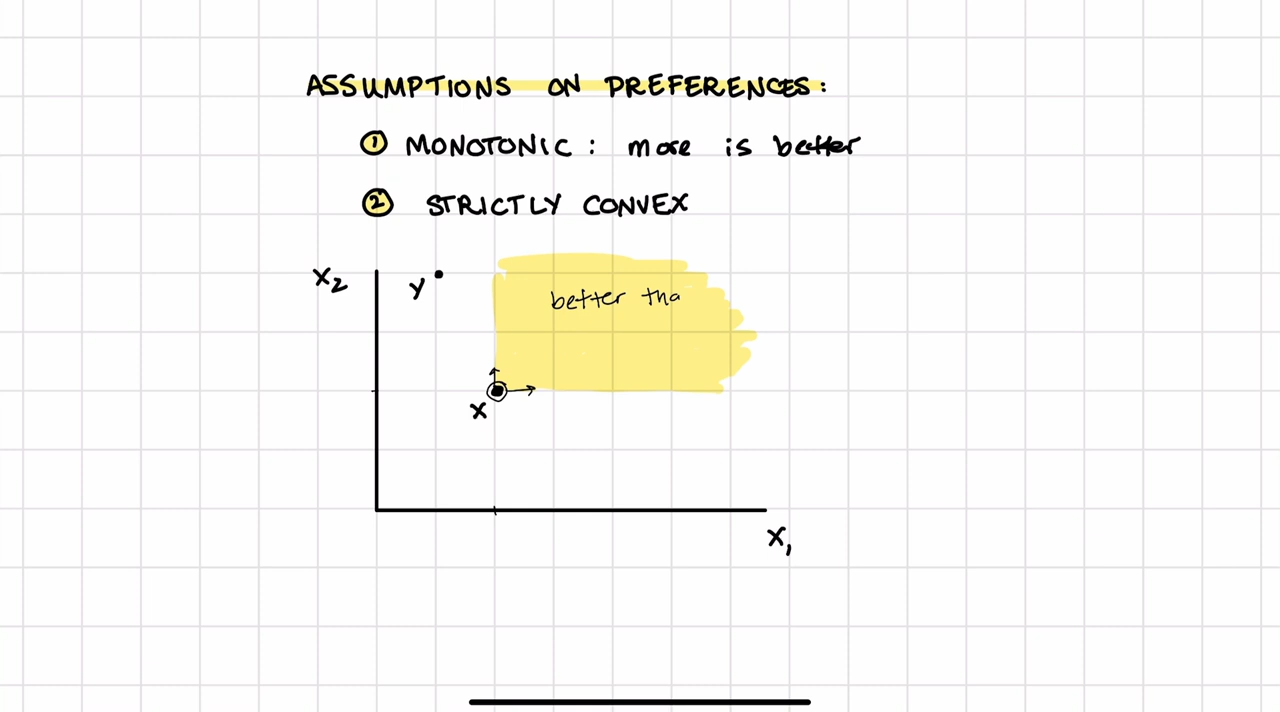 ASSUMPTIONS ON PREFERENCES:
① MONOTONIC: more is better
② STRICTLY CONVEX
X₂
y
better tha
x
X₁